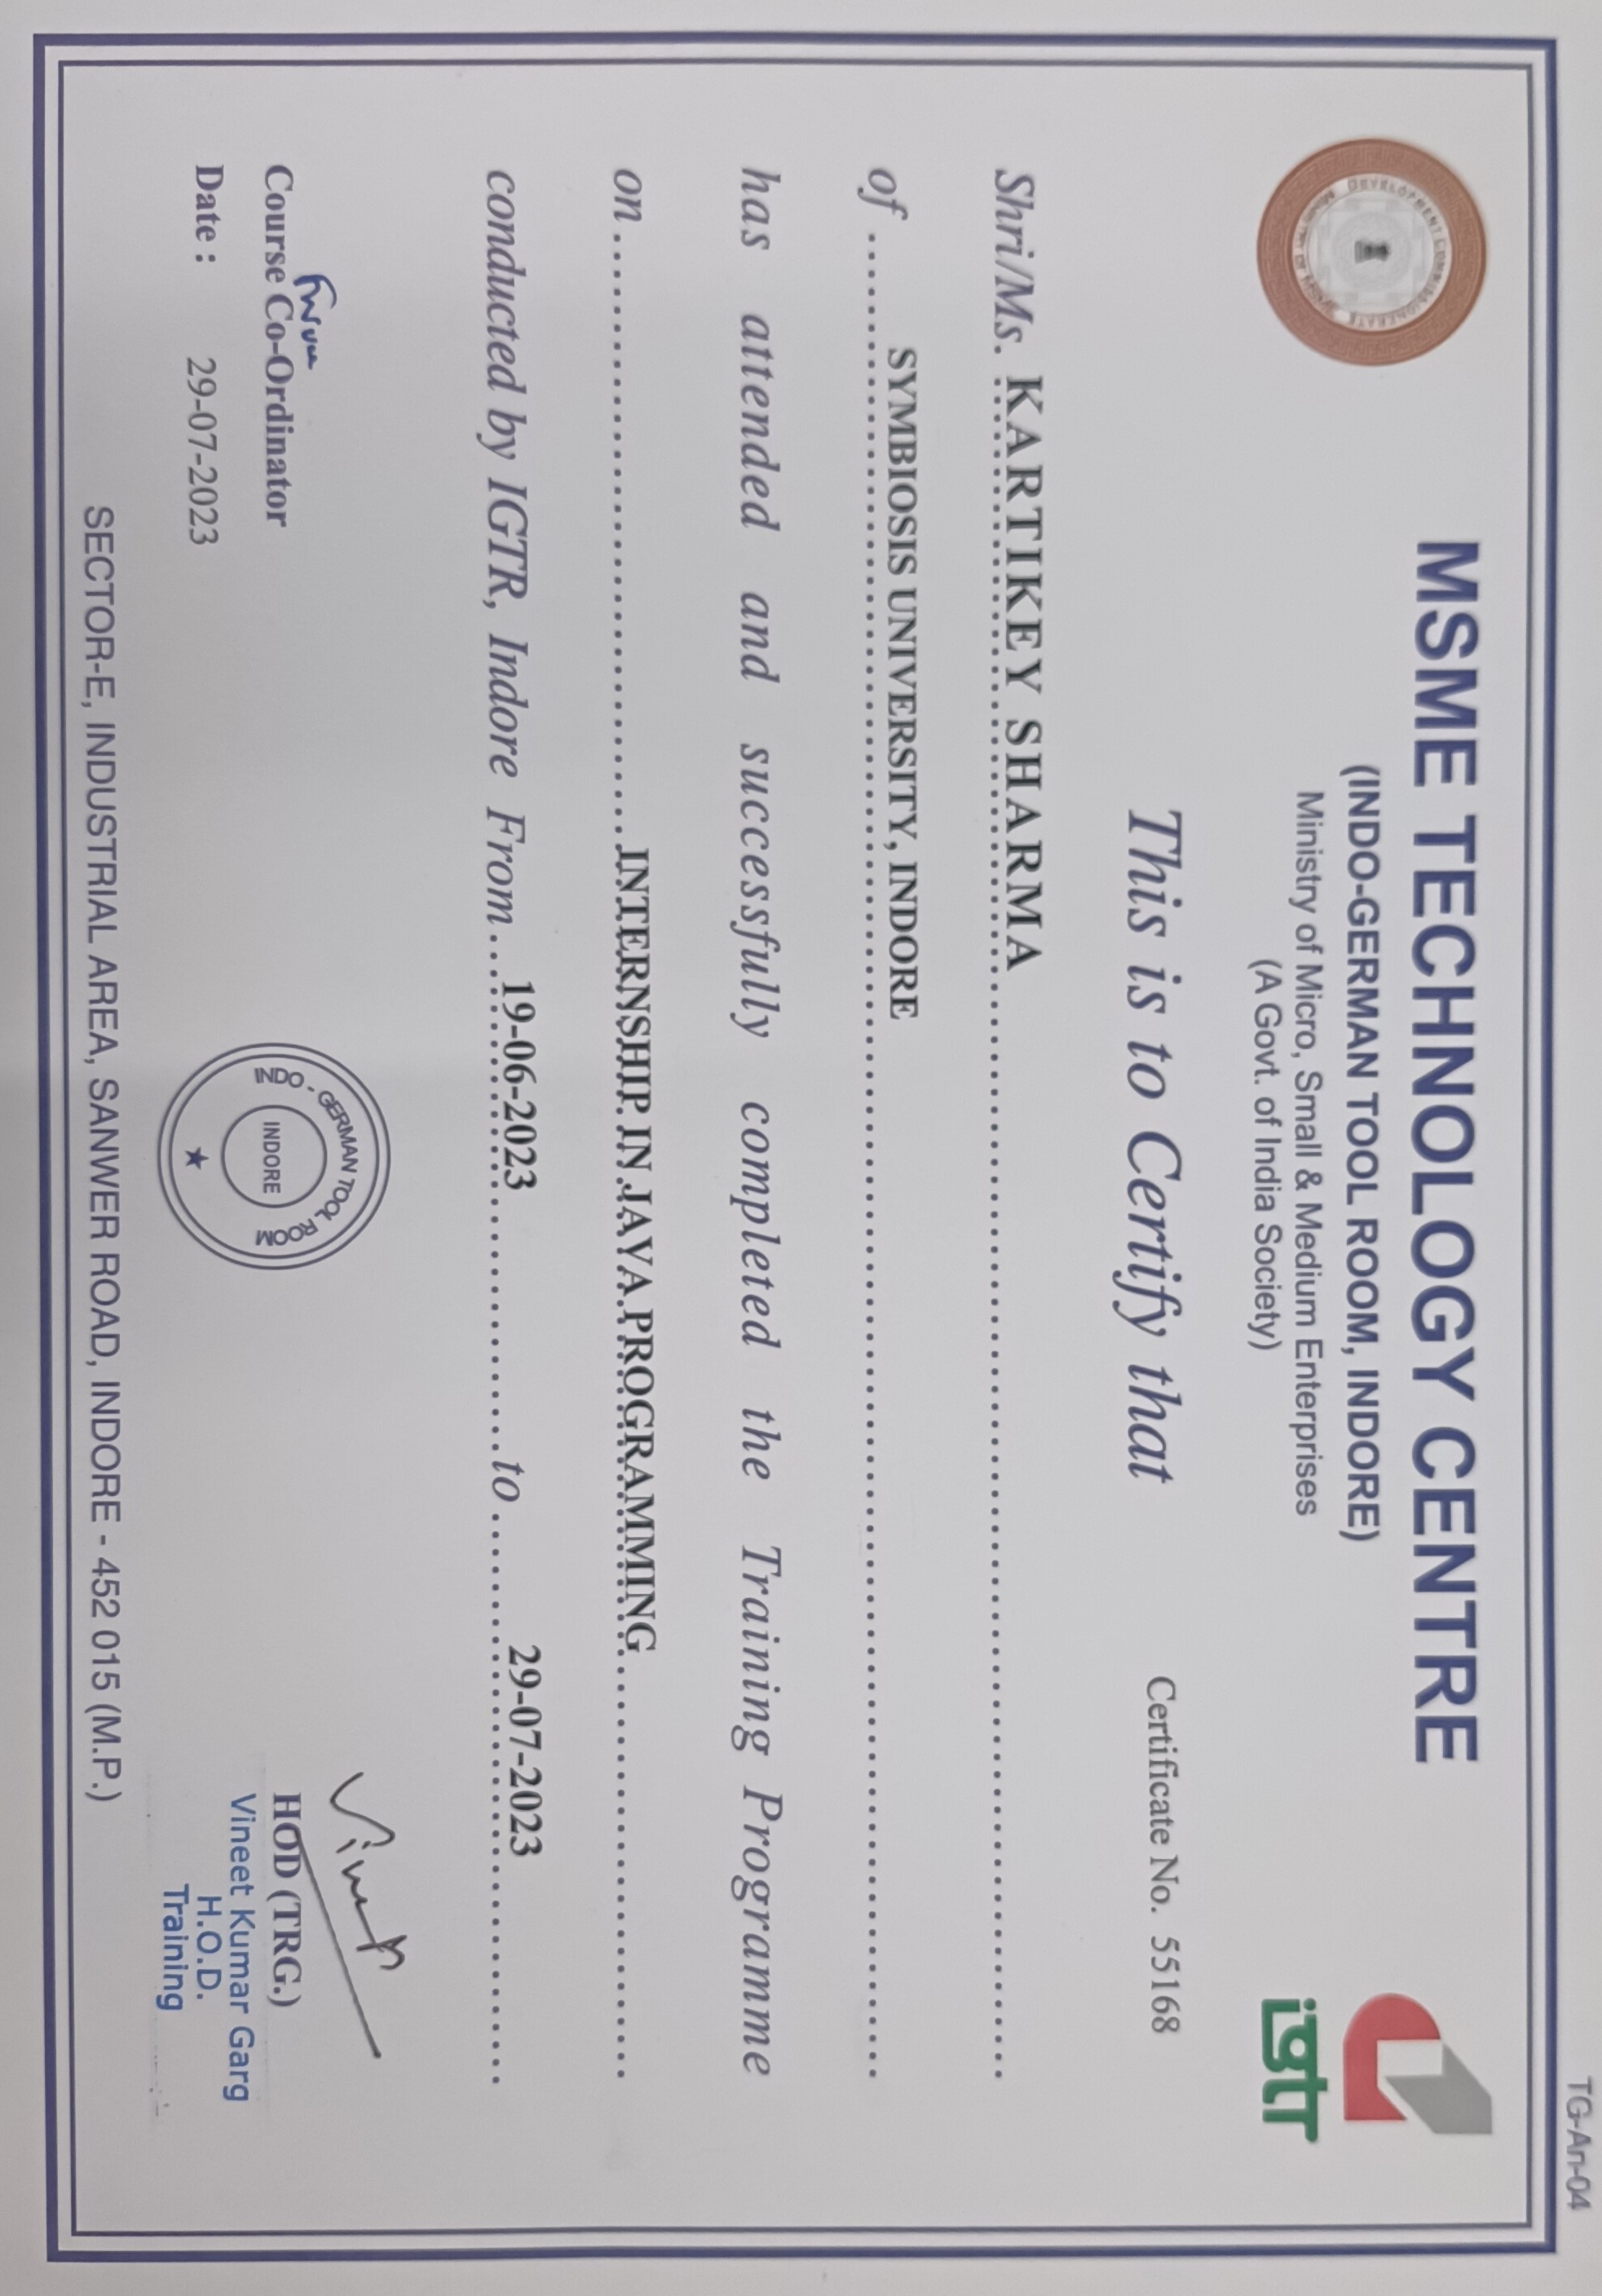 TG-An-04
DEVELOPMENT COMMISSIONERATE
MINISTRY OF MSME
MSME TECHNOLOGY CENTRE
(INDO-GERMAN TOOL ROOM, INDORE)
Ministry of Micro, Small & Medium Enterprises
(A Govt. of India Society)
igtr
This is to Certify that
Certificate No. 55168
Shri/Ms. KARTIKEY SHARMA
of SYMBIOSIS UNIVERSITY, INDORE
has attended and successfully completed the Training Programme
on INTERNSHIP IN JAVA PROGRAMMING
conducted by IGTR, Indore From 19-06-2023 to 29-07-2023
Course Co-Ordinator
Date : 29-07-2023
INDO - GERMAN TOOL ROOM
INDORE
Vineet
HOD (TRG.)
Vineet Kumar Garg
H.O.D.
Training
SECTOR-E, INDUSTRIAL AREA, SANWER ROAD, INDORE - 452 015 (M.P.)